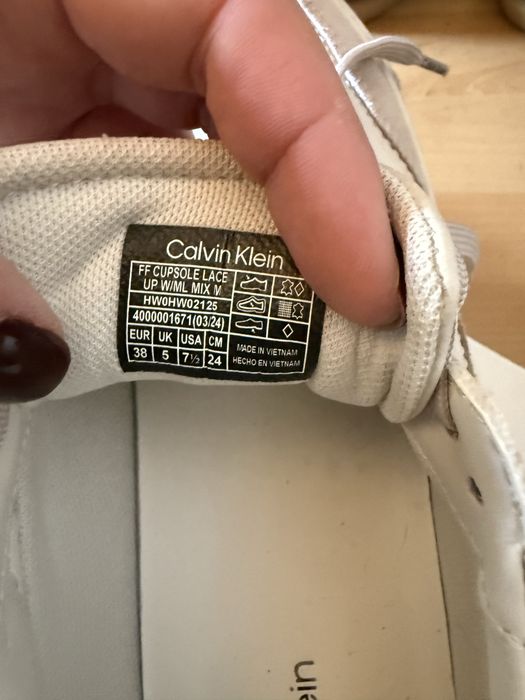 Calvin Klein
FF CUPSOLE LACE
UP W/ML MIX M
HW0HW02125
4000001671(03/24)
EUR UK USA CM
38 5 7½ 24
MADE IN VIETNAM
HECHO EN VIETNAM
ein